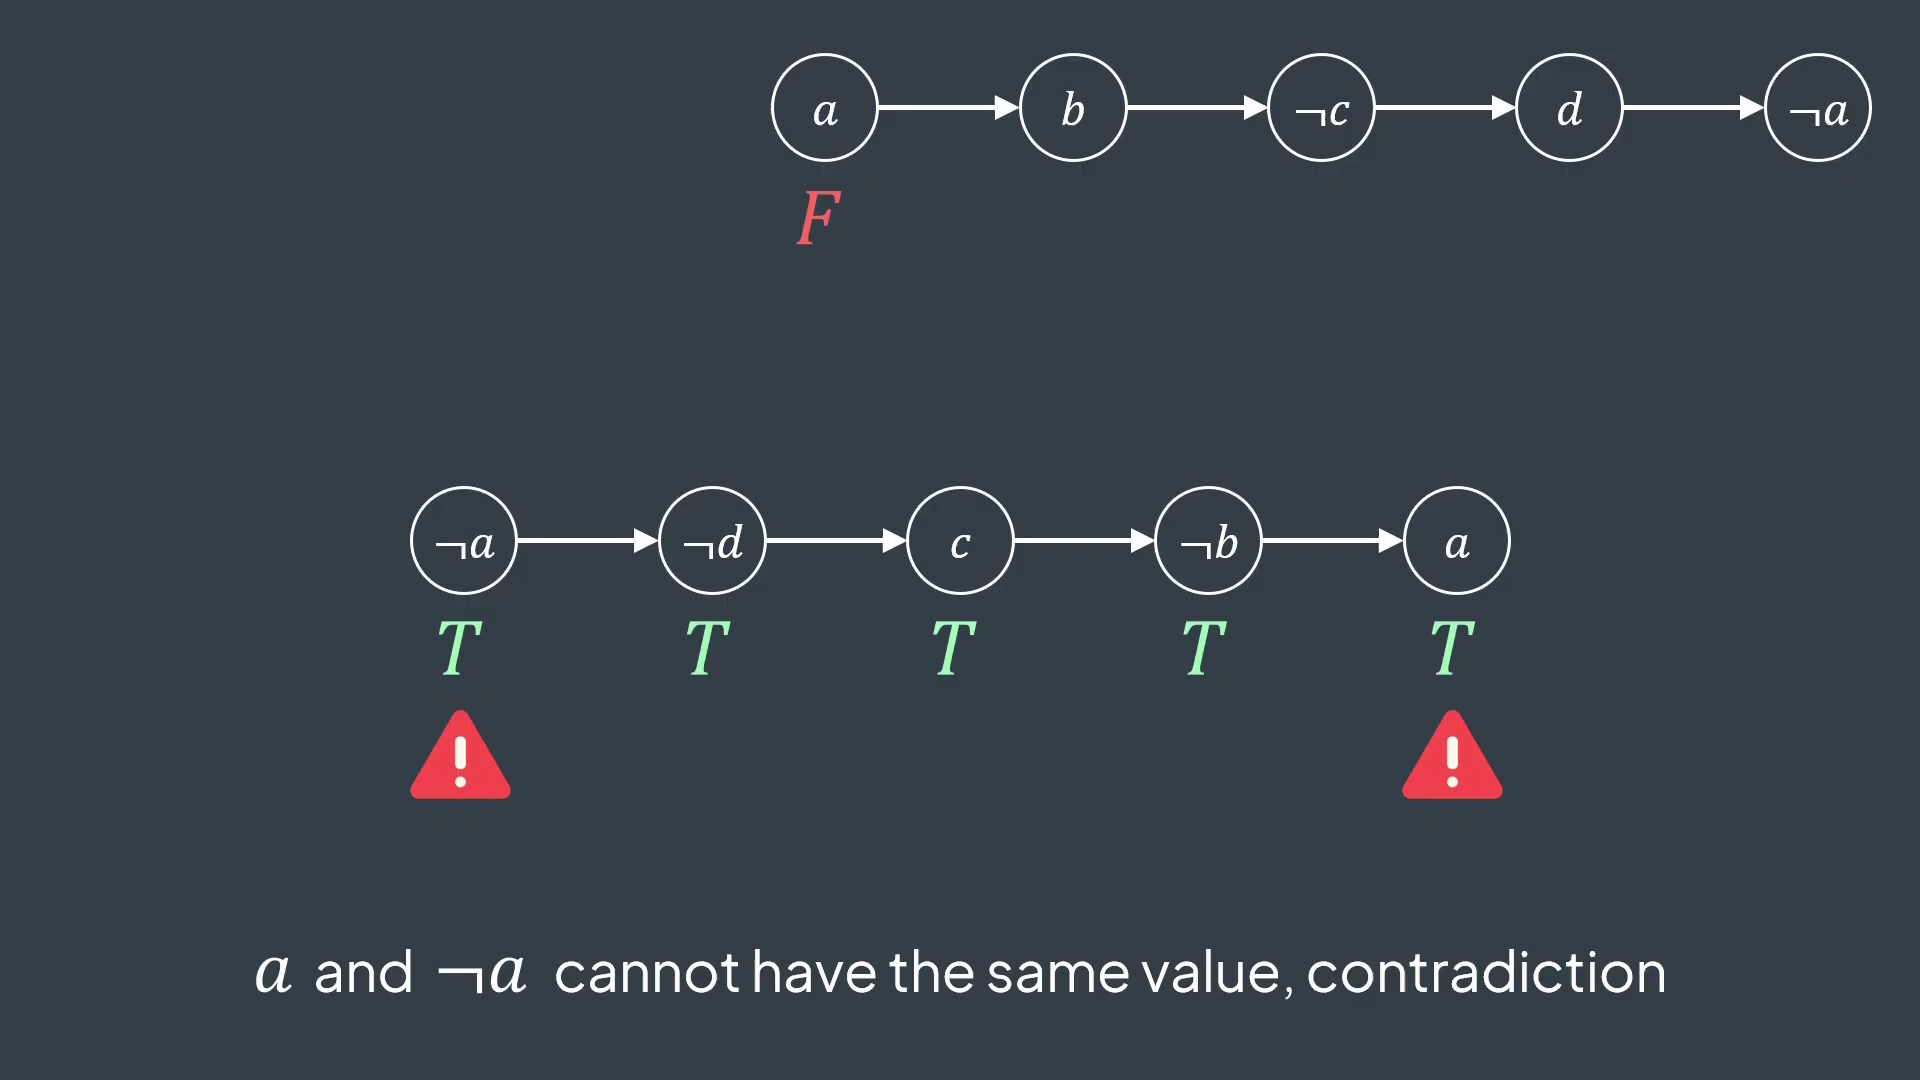 a b ¬c d ¬a
F
¬a ¬d c ¬b a
T T T T T
! !
a and ¬a cannot have the same value, contradiction